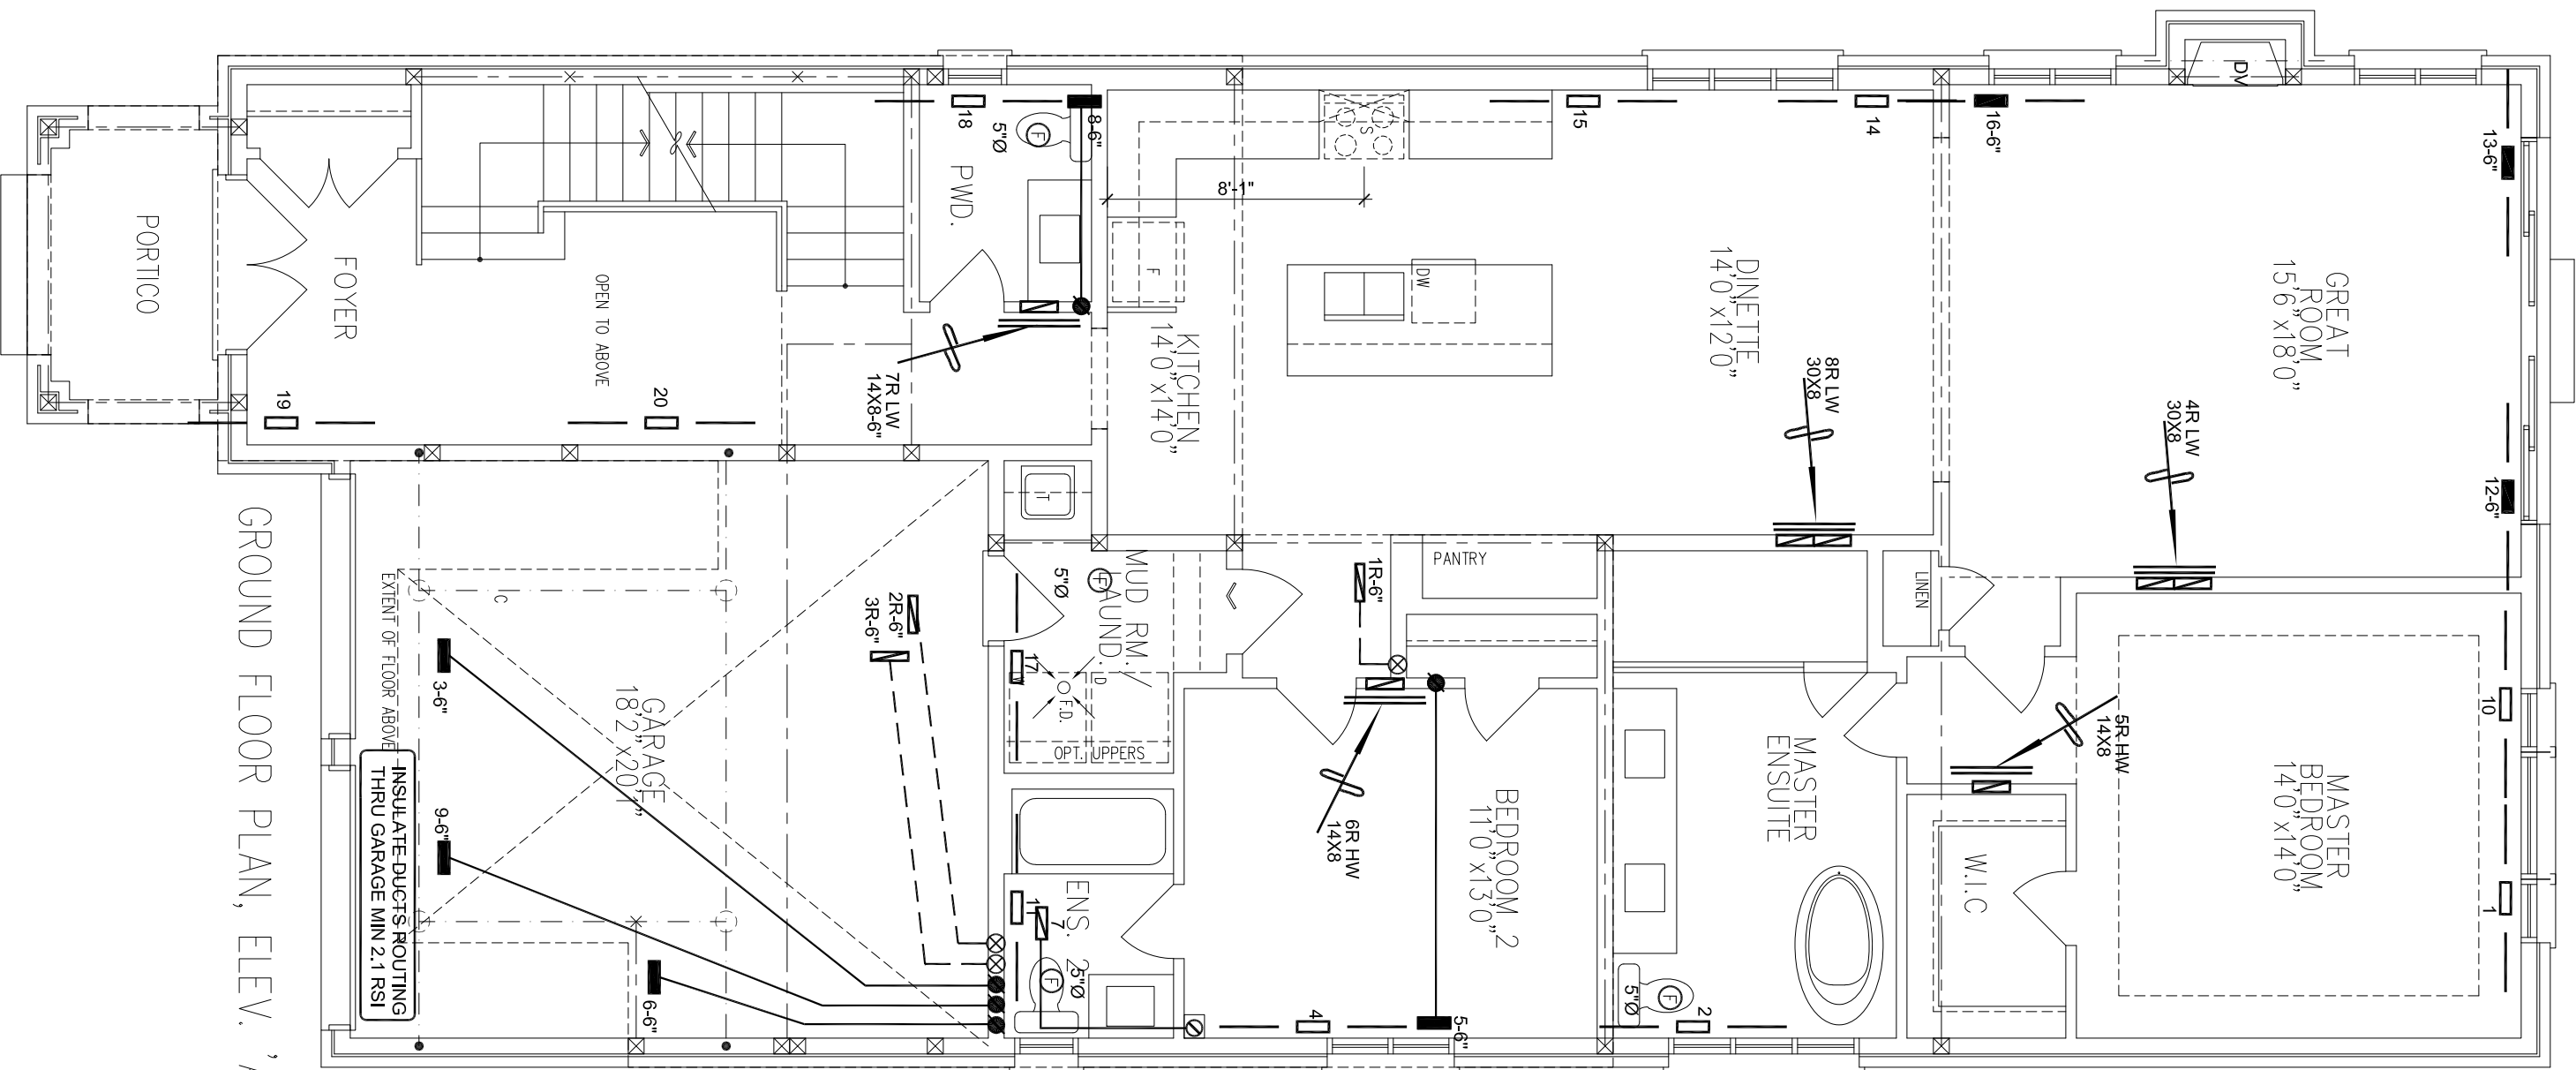 DV
13-6"
16-6"
14
15
8-6"
18
5"Ø
F
PWD.
S
8'-1"
F
DW
GREAT
ROOM
15'6"x18'0"
DINETTE
14'0"x12'0"
KITCHEN
14'0"x14'0"
PORTICO
FOYER
OPEN TO ABOVE
19
20
7R LW
14X8-6"
8R LW
30X8
4R LW
30X8
12-6"
T
PANTRY
LINEN
1R-6"
MUD RM./
LAUND.
F
5"Ø
17
W
D
F.D.
OPT. UPPERS
2R-6"
3R-6"
C
EXTENT OF FLOOR ABOVE
3-6"
GARAGE
18'2"x20'1"
9-6"
6-6"
INSULATE DUCTS ROUTING
THRU GARAGE MIN 2.1 RSI
ENS. 2
11
7
F
5"Ø
6R HW
14X8
BEDROOM 2
11'0"x13'0"
4
5-6"
MASTER
ENSUITE
F
5"Ø
2
5R HW
14X8
W.I.C
MASTER
BEDROOM
14'0"x14'0"
10
1
GROUND FLOOR PLAN, ELEV. 'A